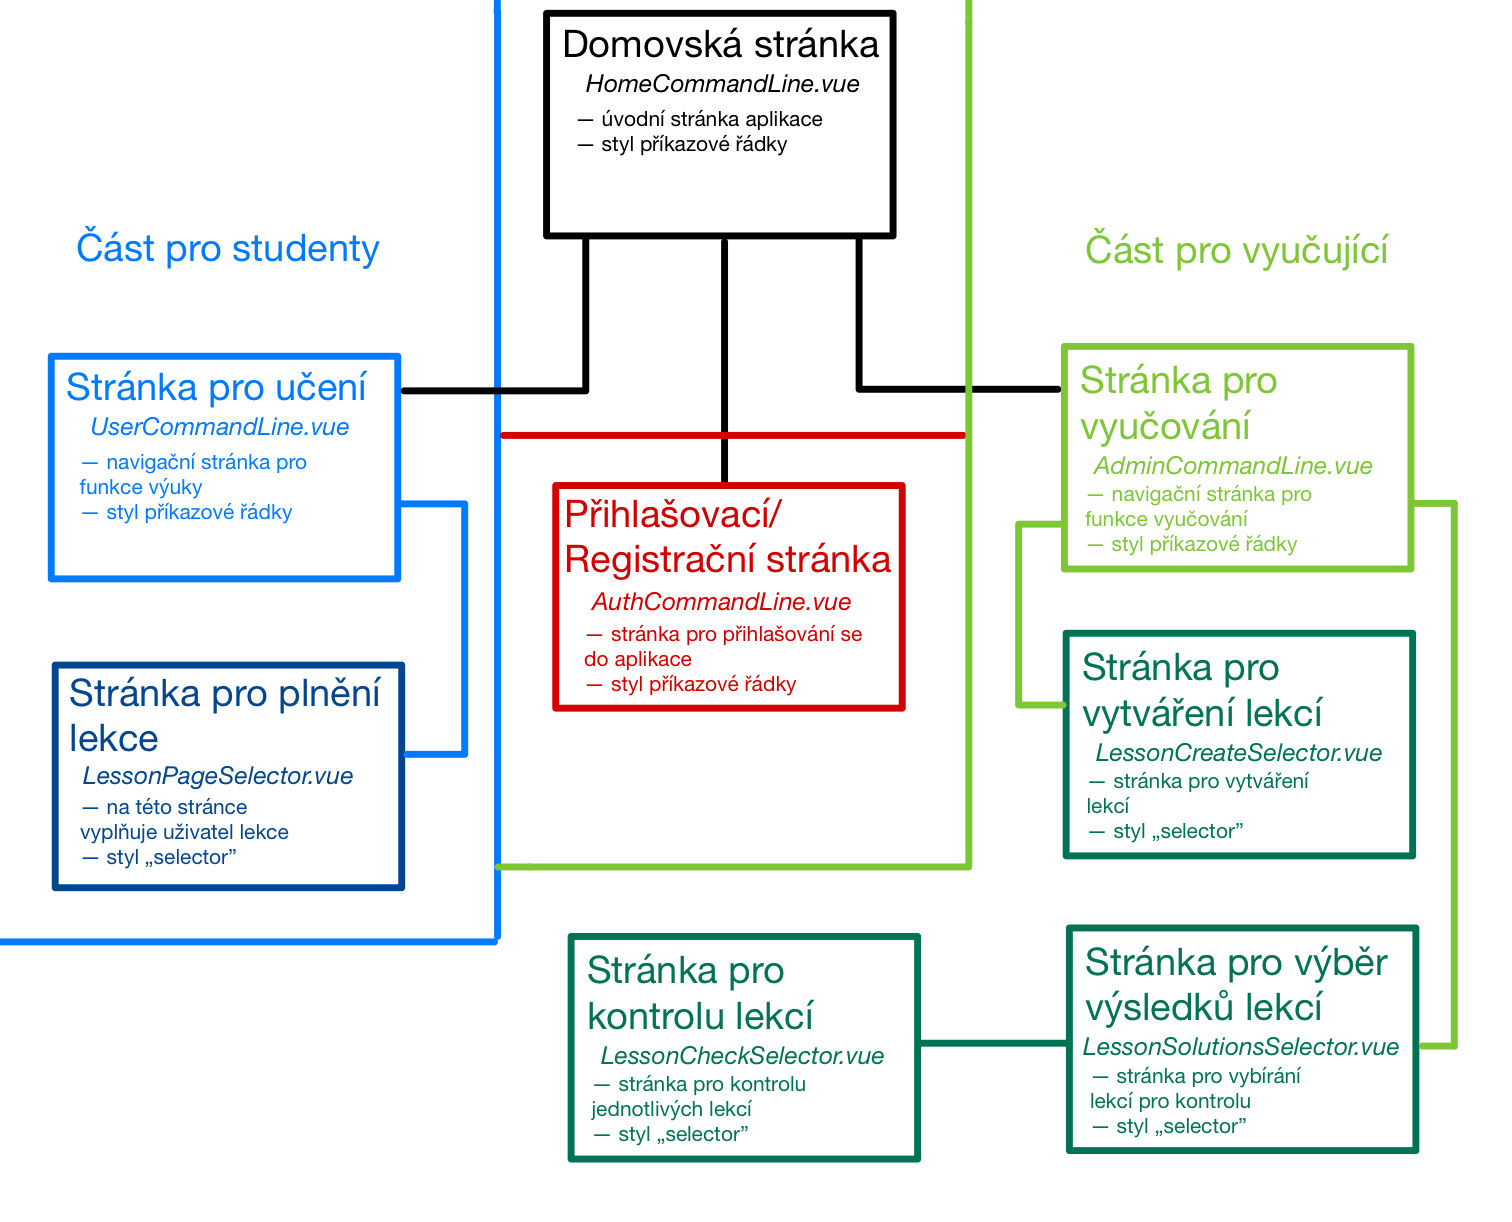 Domovská stránka
HomeCommandLine.vue
— úvodní stránka aplikace
— styl příkazové řádky
Část pro studenty
Část pro vyučující
Stránka pro učení
UserCommandLine.vue
— navigační stránka pro
funkce výuky
— styl příkazové řádky
Stránka pro
vyučování
AdminCommandLine.vue
— navigační stránka pro
funkce vyučování
— styl příkazové řádky
Přihlašovací/
Registrační stránka
AuthCommandLine.vue
— stránka pro přihlašování se
do aplikace
— styl příkazové řádky
Stránka pro plnění
lekce
LessonPageSelector.vue
— na této stránce
vyplňuje uživatel lekce
— styl „selector”
Stránka pro
vytváření lekcí
LessonCreateSelector.vue
— stránka pro vytváření
lekcí
— styl „selector”
Stránka pro
kontrolu lekcí
LessonCheckSelector.vue
— stránka pro kontrolu
jednotlivých lekcí
— styl „selector”
Stránka pro výběr
výsledků lekcí
LessonSolutionsSelector.vue
— stránka pro vybírání
lekcí pro kontrolu
— styl „selector”